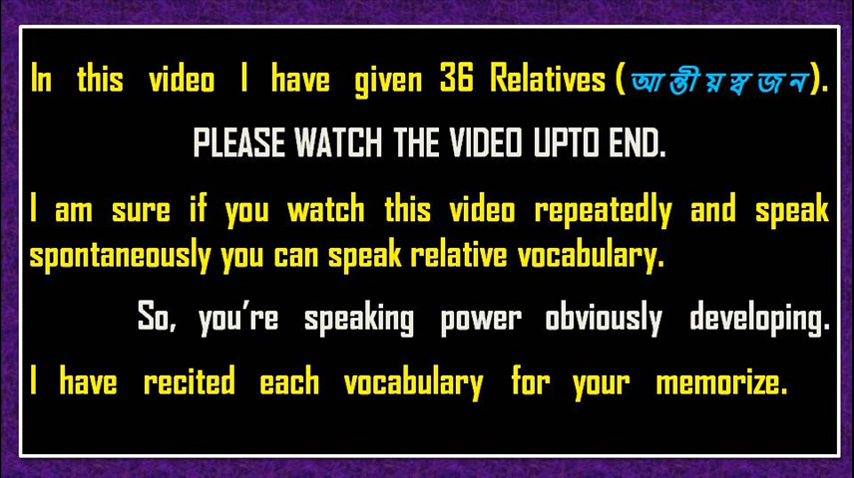 In this video I have given 36 Relatives (আন্তীয়স্বজন).
PLEASE WATCH THE VIDEO UPTO END.
I am sure if you watch this video repeatedly and speak
spontaneously you can speak relative vocabulary.
So, you're speaking power obviously developing.
I have recited each vocabulary for your memorize.